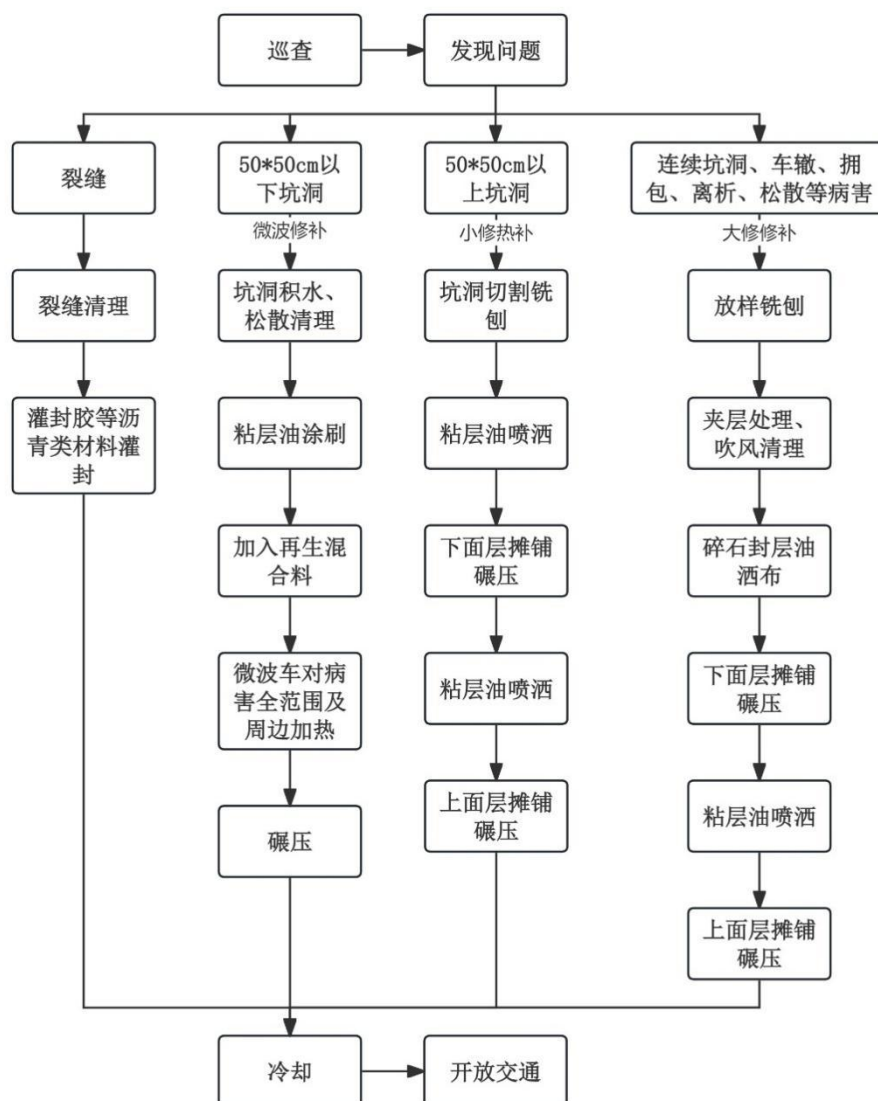 巡查
发现问题
裂缝
50*50cm以
下坑洞
50*50cm以
上坑洞
连续坑洞、车辙、拥
包、离析、松散等病害
微波修补
小修热补
大修修补
裂缝清理
坑洞积水、
松散清理
坑洞切割铣
刨
放样铣刨
灌封胶等沥
青类材料灌
封
粘层油涂刷
粘层油喷洒
夹层处理、
吹风清理
加入再生混
合料
下面层摊铺
碾压
碎石封层油
洒布
微波车对病
害全范围及
周边加热
粘层油喷洒
下面层摊铺
碾压
碾压
上面层摊铺
碾压
粘层油喷洒
上面层摊铺
碾压
冷却
开放交通